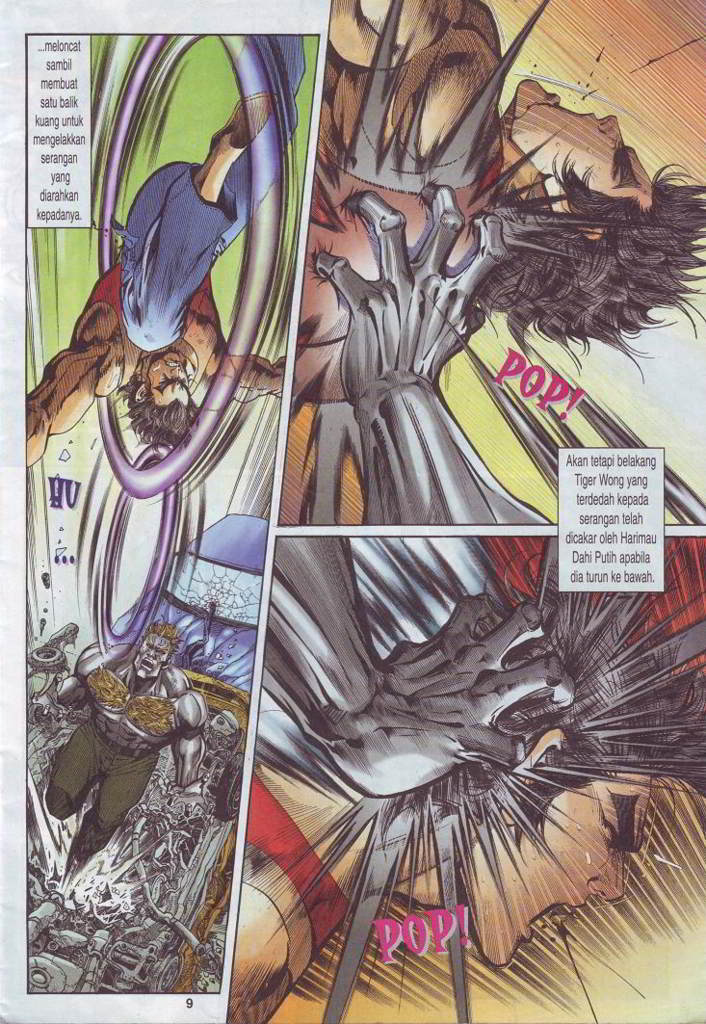 ...meloncat
sambil
membuat
satu balik
kuang untuk
mengelakkan
serangan
yang
diarahkan
kepadanya.
HU
...
POP!
Akan tetapi belakang
Tiger Wong yang
terdedah kepada
serangan telah
dicakar oleh Harimau
Dahi Putih apabila
dia turun ke bawah.
POP!
9